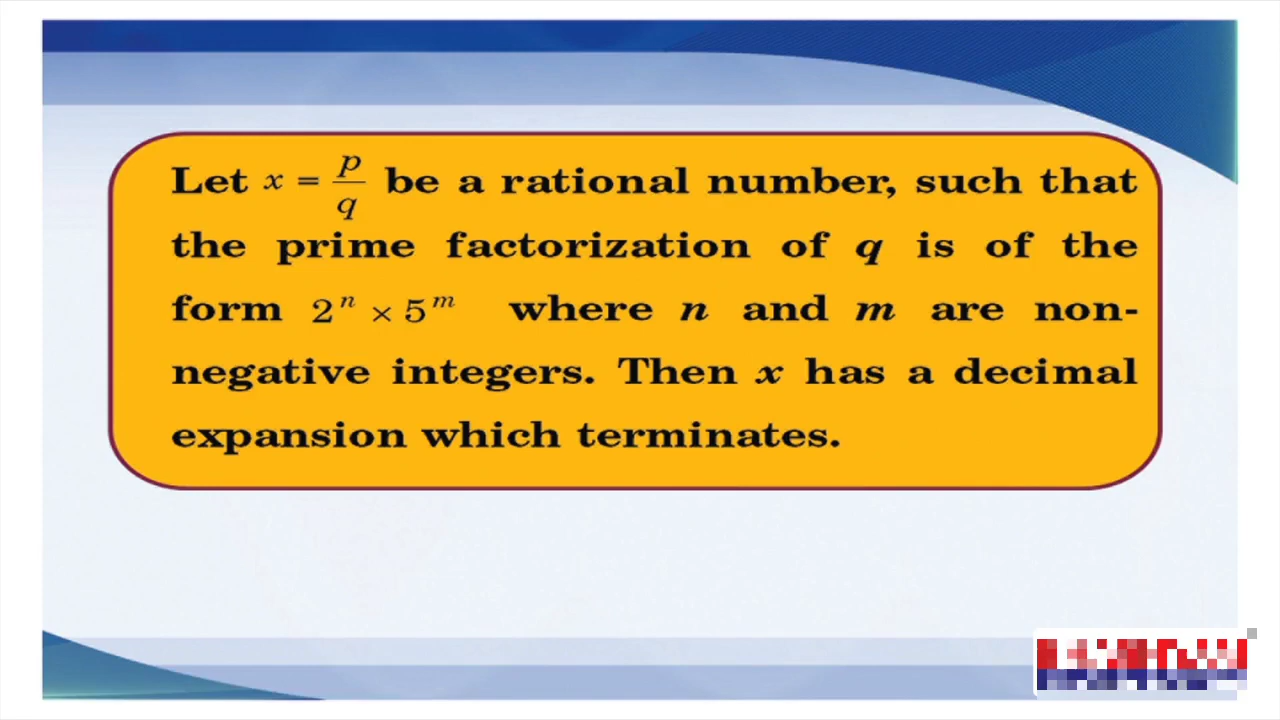 Let x = p/q be a rational number, such that
the prime factorization of q is of the
form 2^n × 5^m where n and m are non-
negative integers. Then x has a decimal
expansion which terminates.